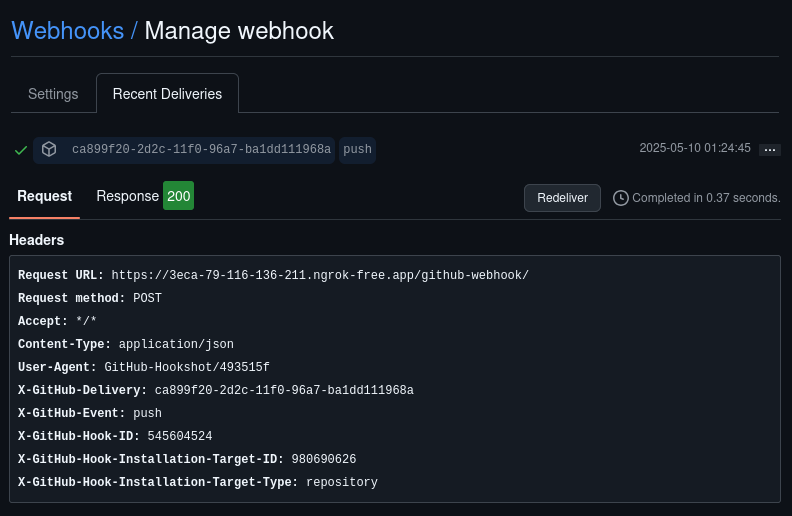 Webhooks / Manage webhook
Settings
Recent Deliveries
ca899f20-2d2c-11f0-96a7-ba1dd111968a push 2025-05-10 01:24:45 ...
Request Response 200 Redeliver Completed in 0.37 seconds.
Headers
Request URL: https://3eca-79-116-136-211.ngrok-free.app/github-webhook/
Request method: POST
Accept: */*
Content-Type: application/json
User-Agent: GitHub-Hookshot/493515f
X-GitHub-Delivery: ca899f20-2d2c-11f0-96a7-ba1dd111968a
X-GitHub-Event: push
X-GitHub-Hook-ID: 545604524
X-GitHub-Hook-Installation-Target-ID: 980690626
X-GitHub-Hook-Installation-Target-Type: repository